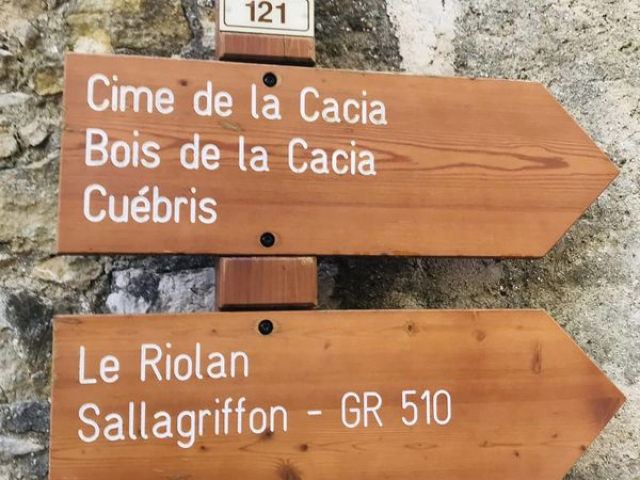 121
Cime de la Cacia
Bois de la Cacia
Cuébris
Le Riolan
Sallagriffon - GR 510